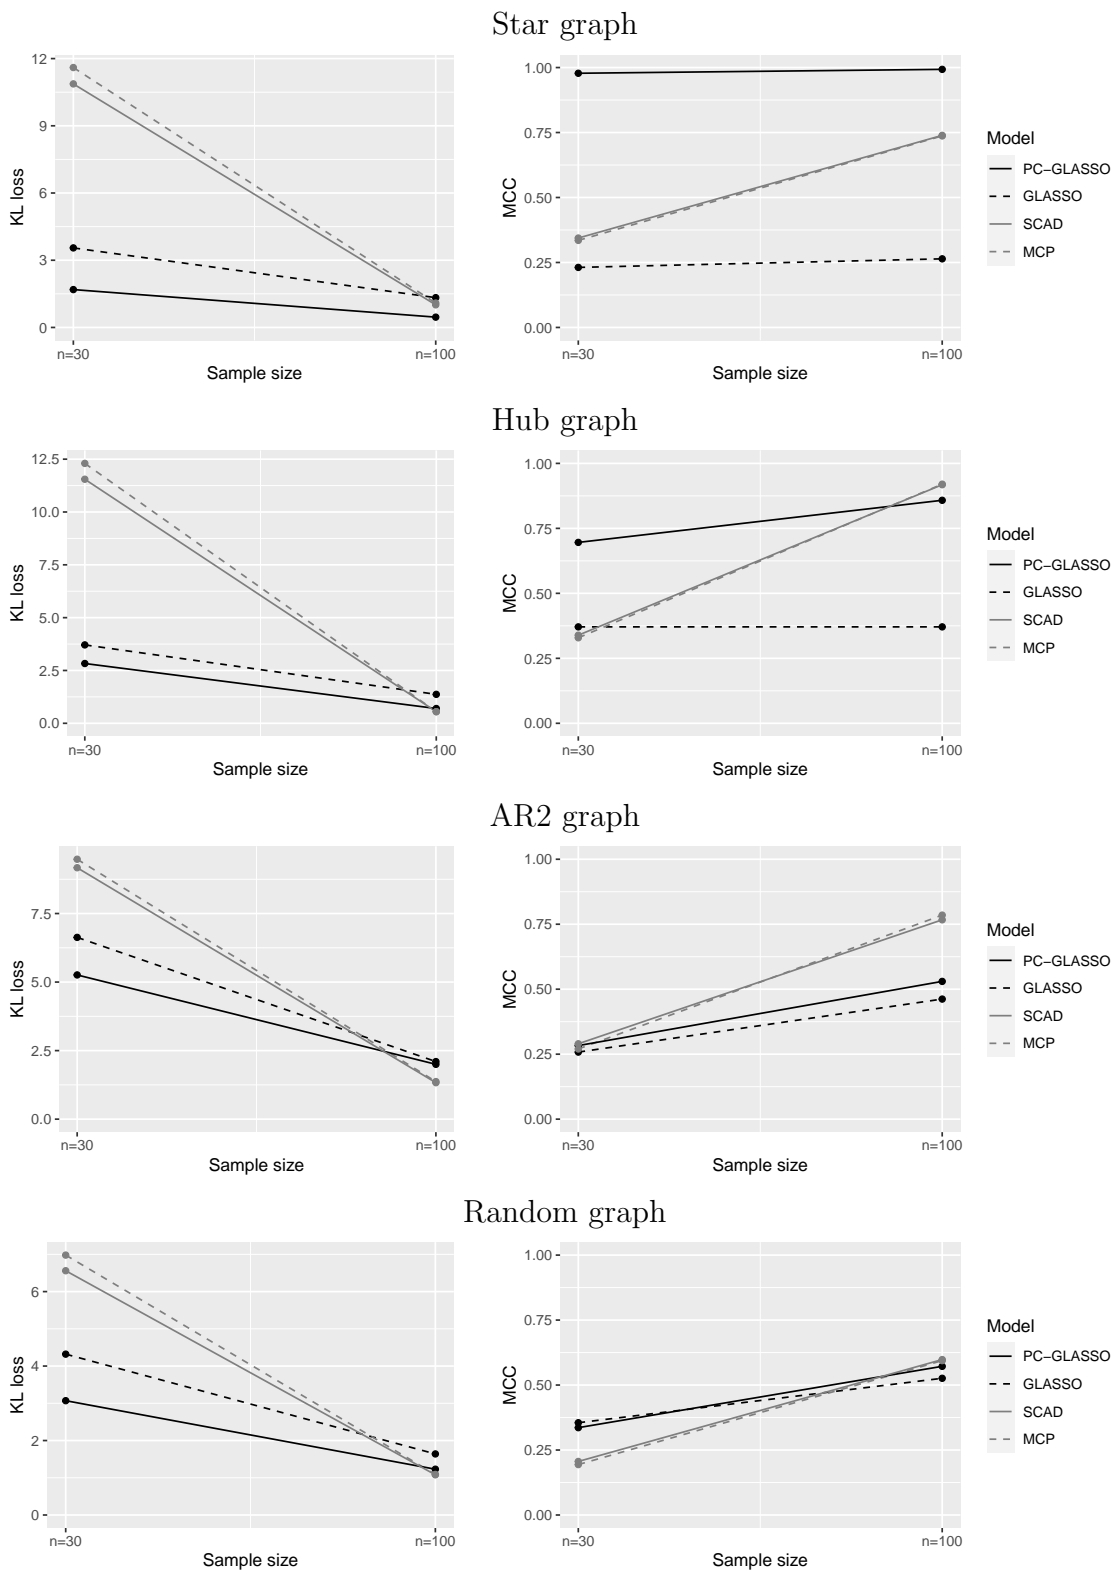 Star graph
12
9
6
3
0
KL loss
n=30
n=100
Sample size
1.00
0.75
0.50
0.25
0.00
MCC
n=30
n=100
Sample size
Model
PC−GLASSO
GLASSO
SCAD
MCP
Hub graph
12.5
10.0
7.5
5.0
2.5
0.0
KL loss
n=30
n=100
Sample size
1.00
0.75
0.50
0.25
0.00
MCC
n=30
n=100
Sample size
Model
PC−GLASSO
GLASSO
SCAD
MCP
AR2 graph
7.5
5.0
2.5
0.0
KL loss
n=30
n=100
Sample size
1.00
0.75
0.50
0.25
0.00
MCC
n=30
n=100
Sample size
Model
PC−GLASSO
GLASSO
SCAD
MCP
Random graph
6
4
2
0
KL loss
n=30
n=100
Sample size
1.00
0.75
0.50
0.25
0.00
MCC
n=30
n=100
Sample size
Model
PC−GLASSO
GLASSO
SCAD
MCP